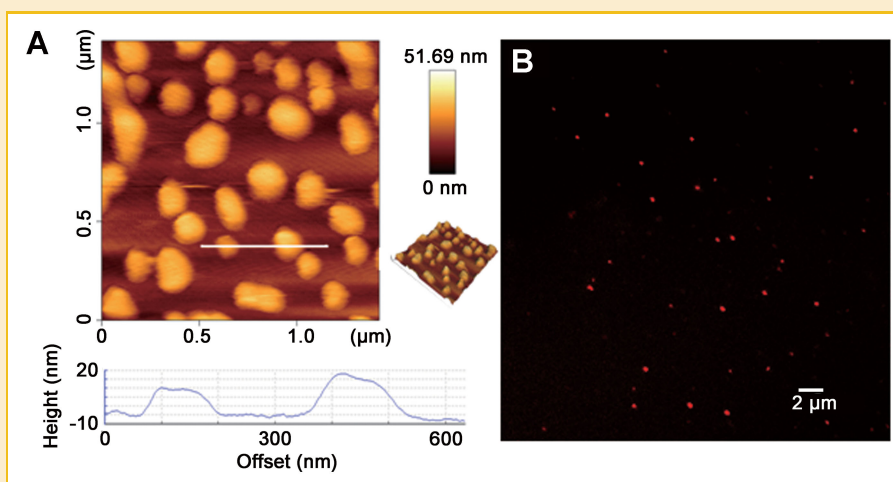 A
(μm)
1.0
0.5
0
0 0.5 1.0 (μm)
51.69 nm
0 nm
Height (nm)
20
-10
0 300 600
Offset (nm)
B
2 μm